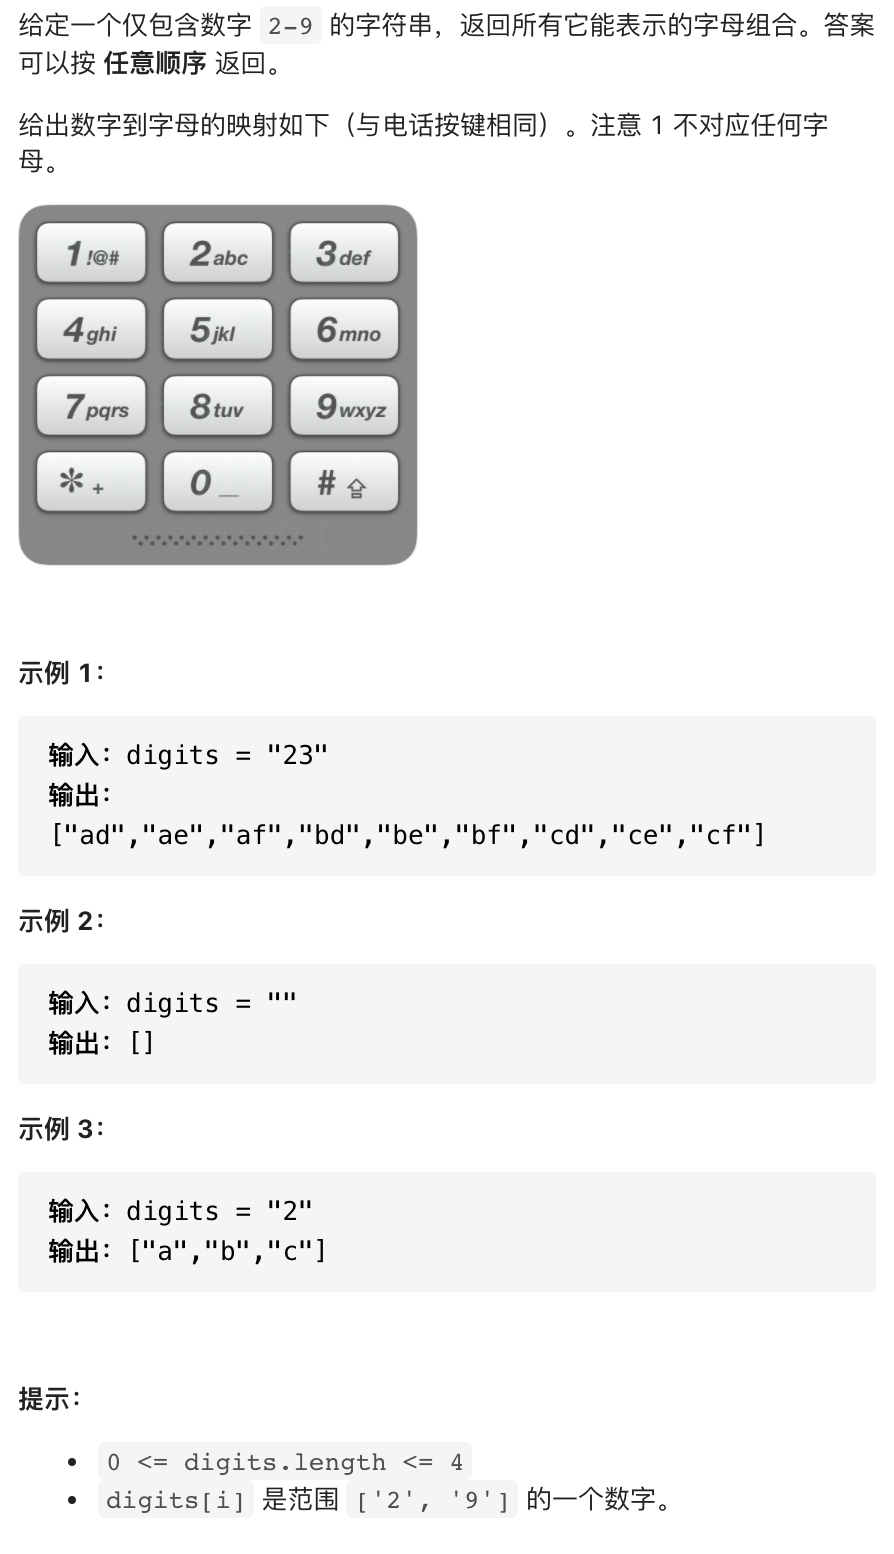 给定一个仅包含数字 2-9 的字符串，返回所有它能表示的字母组合。答案
可以按 任意顺序 返回。
给出数字到字母的映射如下（与电话按键相同）。注意 1 不对应任何字
母。
1 !@# 2 abc 3 def
4 ghi 5 jkl 6 mno
7 pqrs 8 tuv 9 wxyz
* + 0 _ #
示例 1：
输入：digits = "23"
输出：
["ad","ae","af","bd","be","bf","cd","ce","cf"]
示例 2：
输入：digits = ""
输出：[]
示例 3：
输入：digits = "2"
输出：["a","b","c"]
提示：
• 0 <= digits.length <= 4
• digits[i] 是范围 ['2', '9'] 的一个数字。